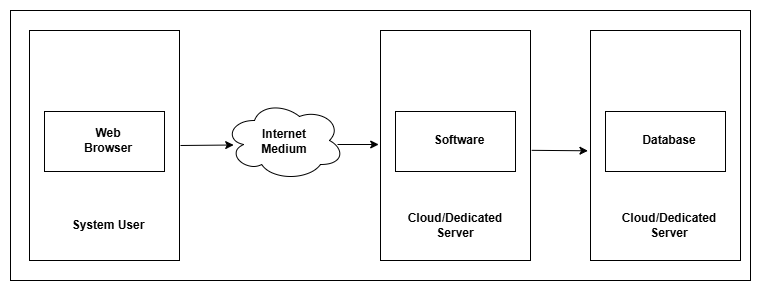 Web
Browser
System User
Internet
Medium
Software
Cloud/Dedicated
Server
Database
Cloud/Dedicated
Server